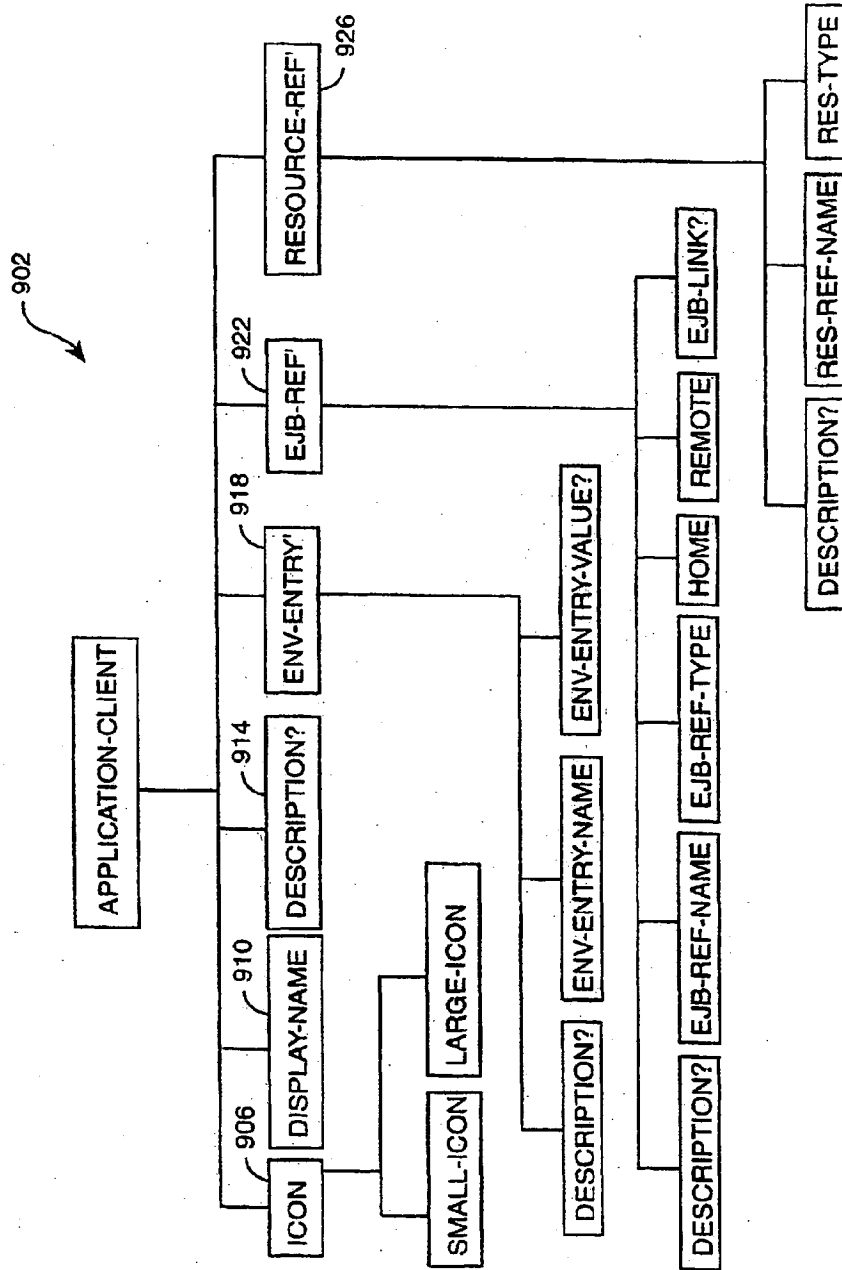 902
APPLICATION-CLIENT
906
910
914
918
922
926
ICON
DISPLAY-NAME
DESCRIPTION?
ENV-ENTRY'
EJB-REF'
RESOURCE-REF'
SMALL-ICON
LARGE-ICON
DESCRIPTION?
ENV-ENTRY-NAME
ENV-ENTRY-VALUE?
DESCRIPTION?
EJB-REF-NAME
EJB-REF-TYPE
HOME
REMOTE
EJB-LINK?
DESCRIPTION?
RES-REF-NAME
RES-TYPE